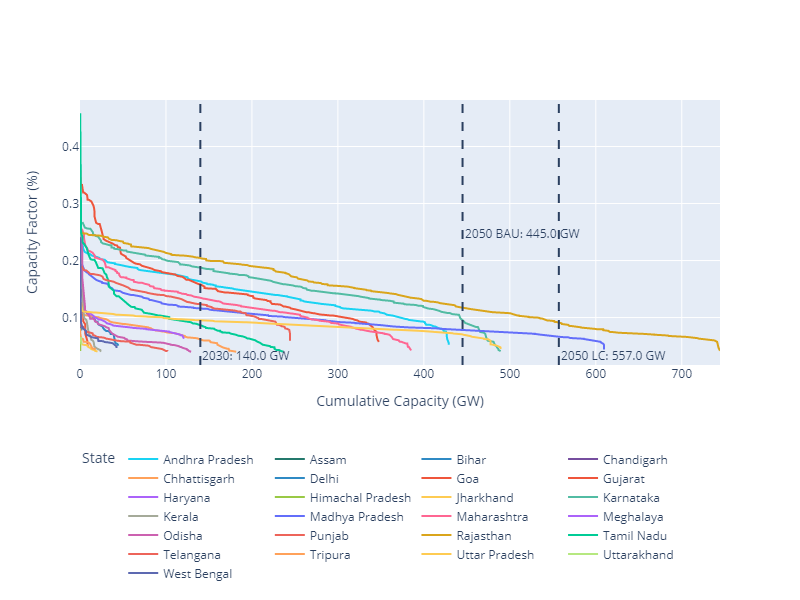 Capacity Factor (%)
0.4
0.3
0.2
0.1
2050 BAU: 445.0 GW
2030: 140.0 GW
2050 LC: 557.0 GW
0 100 200 300 400 500 600 700
Cumulative Capacity (GW)
State
Andhra Pradesh Assam Bihar Chandigarh
Chhattisgarh Delhi Goa Gujarat
Haryana Himachal Pradesh Jharkhand Karnataka
Kerala Madhya Pradesh Maharashtra Meghalaya
Odisha Punjab Rajasthan Tamil Nadu
Telangana Tripura Uttar Pradesh Uttarakhand
West Bengal